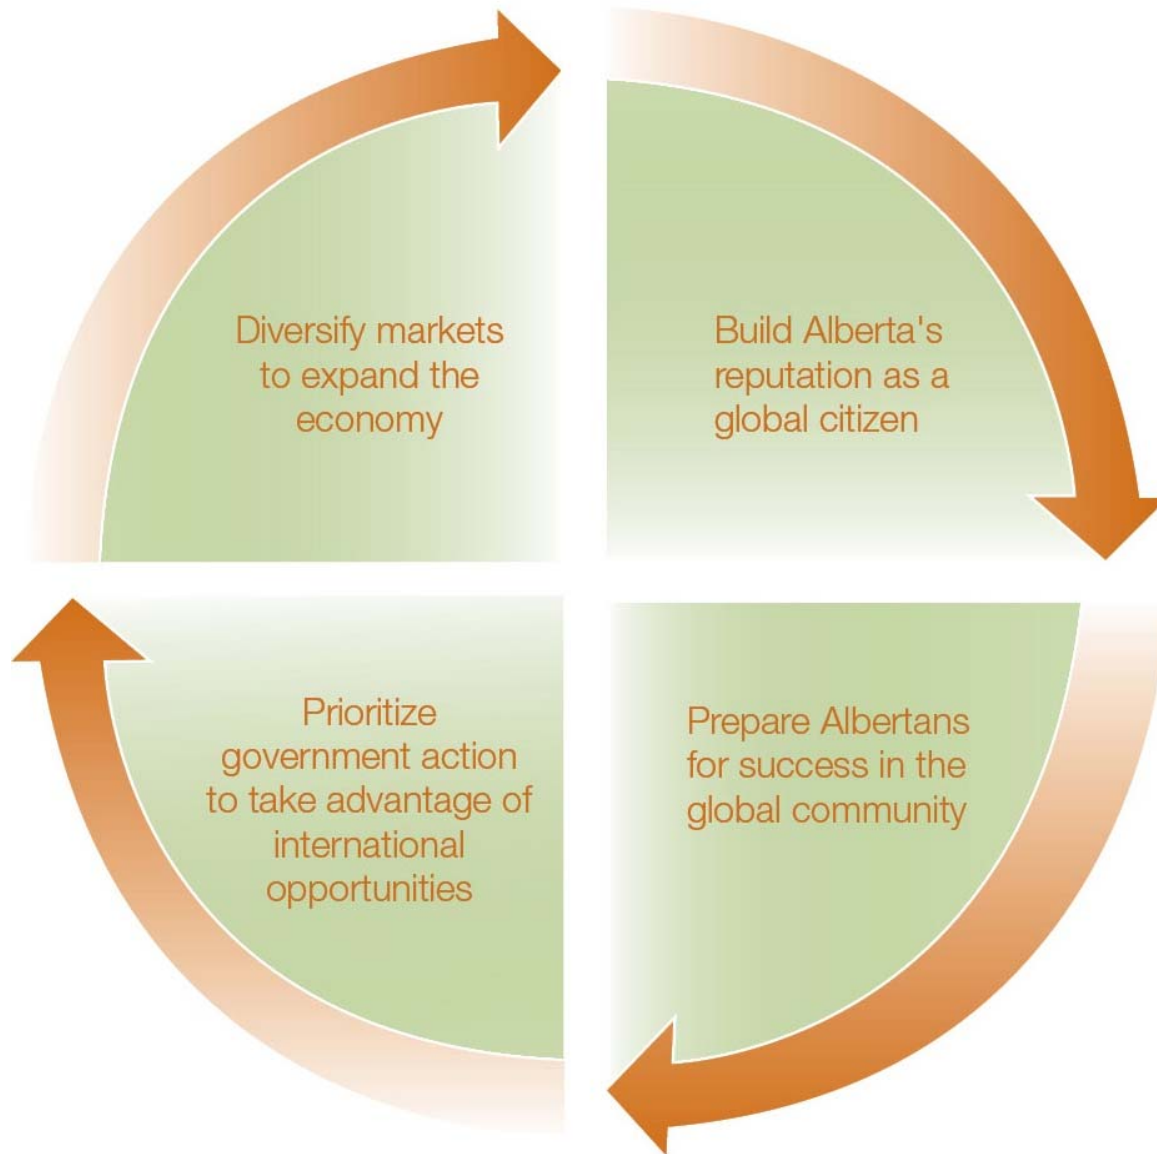 Diversify markets
to expand the
economy
Build Alberta's
reputation as a
global citizen
Prioritize
government action
to take advantage of
international
opportunities
Prepare Albertans
for success in the
global community